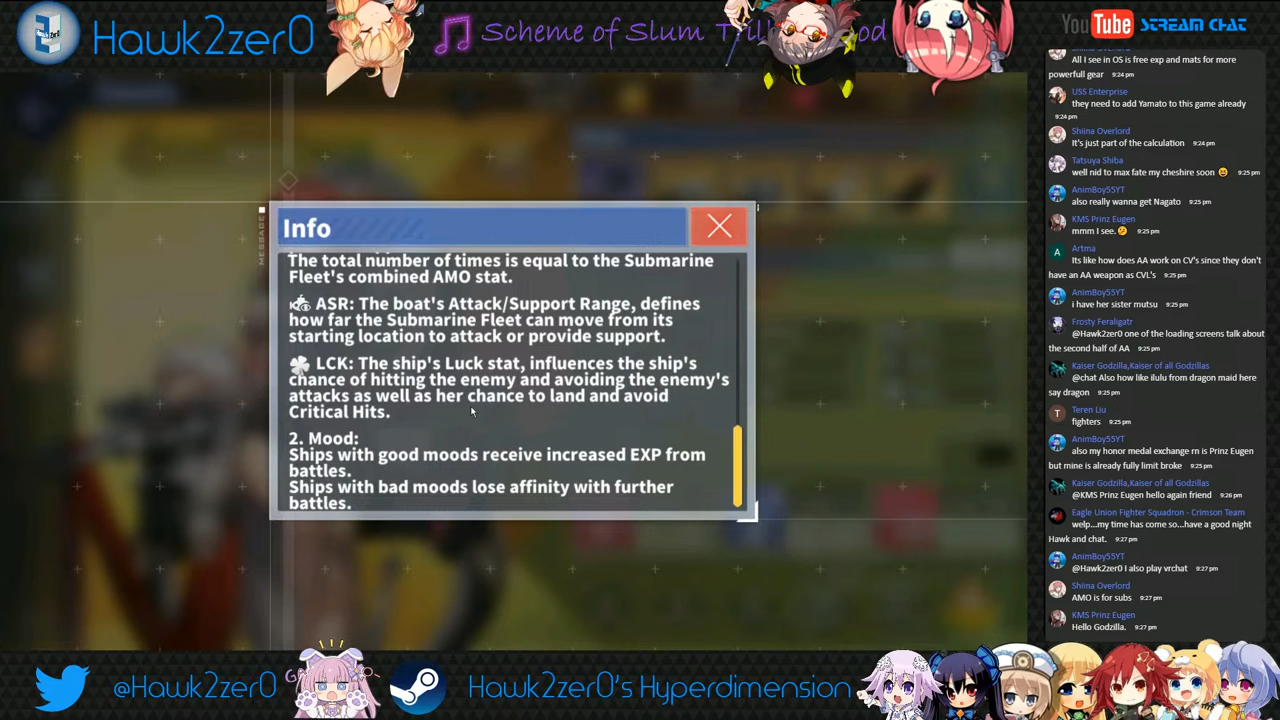 Hawk2zer0
Scheme of Slum
You Tube STREAM CHAT
All I see in OS is free exp and mats for more
powerfull gear 9:24 pm
USS Enterprise
they need to add Yamato to this game already
9:24 pm
Shiina Overlord
It's just part of the calculation 9:24 pm
Tatsuya Shiba
well nid to max fate my cheshire soon 9:25 pm
AnimBoy55YT
also really wanna get Nagato 9:25 pm
KMS Prinz Eugen
mmm I see. 9:25 pm
Artma
Its like how does AA work on CV's since they don't
have an AA weapon as CVL's 9:25 pm
AnimBoy55YT
i have her sister mutsu 9:25 pm
Frosty Feraligatr
@Hawk2zer0 one of the loading screens talk about
the second half of AA 9:25 pm
Kaiser Godzilla,Kaiser of all Godzillas
@chat Also how like ilulu from dragon maid here
say dragon 9:25 pm
Teren Liu
fighters 9:25 pm
AnimBoy55YT
also my honor medal exchange rn is Prinz Eugen
but mine is already fully limit broke 9:25 pm
Kaiser Godzilla,Kaiser of all Godzillas
@KMS Prinz Eugen hello again friend 9:26 pm
Eagle Union Fighter Squadron - Crimson Team
welp...my time has come so...have a good night
Hawk and chat. 9:27 pm
AnimBoy55YT
@Hawk2zer0 I also play vrchat 9:27 pm
Shiina Overlord
AMO is for subs 9:27 pm
KMS Prinz Eugen
Hello Godzilla. 9:27 pm
MESSAGE
Info
The total number of times is equal to the Submarine
Fleet's combined AMO stat.
ASR: The boat's Attack/Support Range, defines
how far the Submarine Fleet can move from its
starting location to attack or provide support.
LCK: The ship's Luck stat, influences the ship's
chance of hitting the enemy and avoiding the enemy's
attacks as well as her chance to land and avoid
Critical Hits.
2. Mood:
Ships with good moods receive increased EXP from
battles.
Ships with bad moods lose affinity with further
battles.
@Hawk2zer0
Hawk2zer0's Hyperdimension